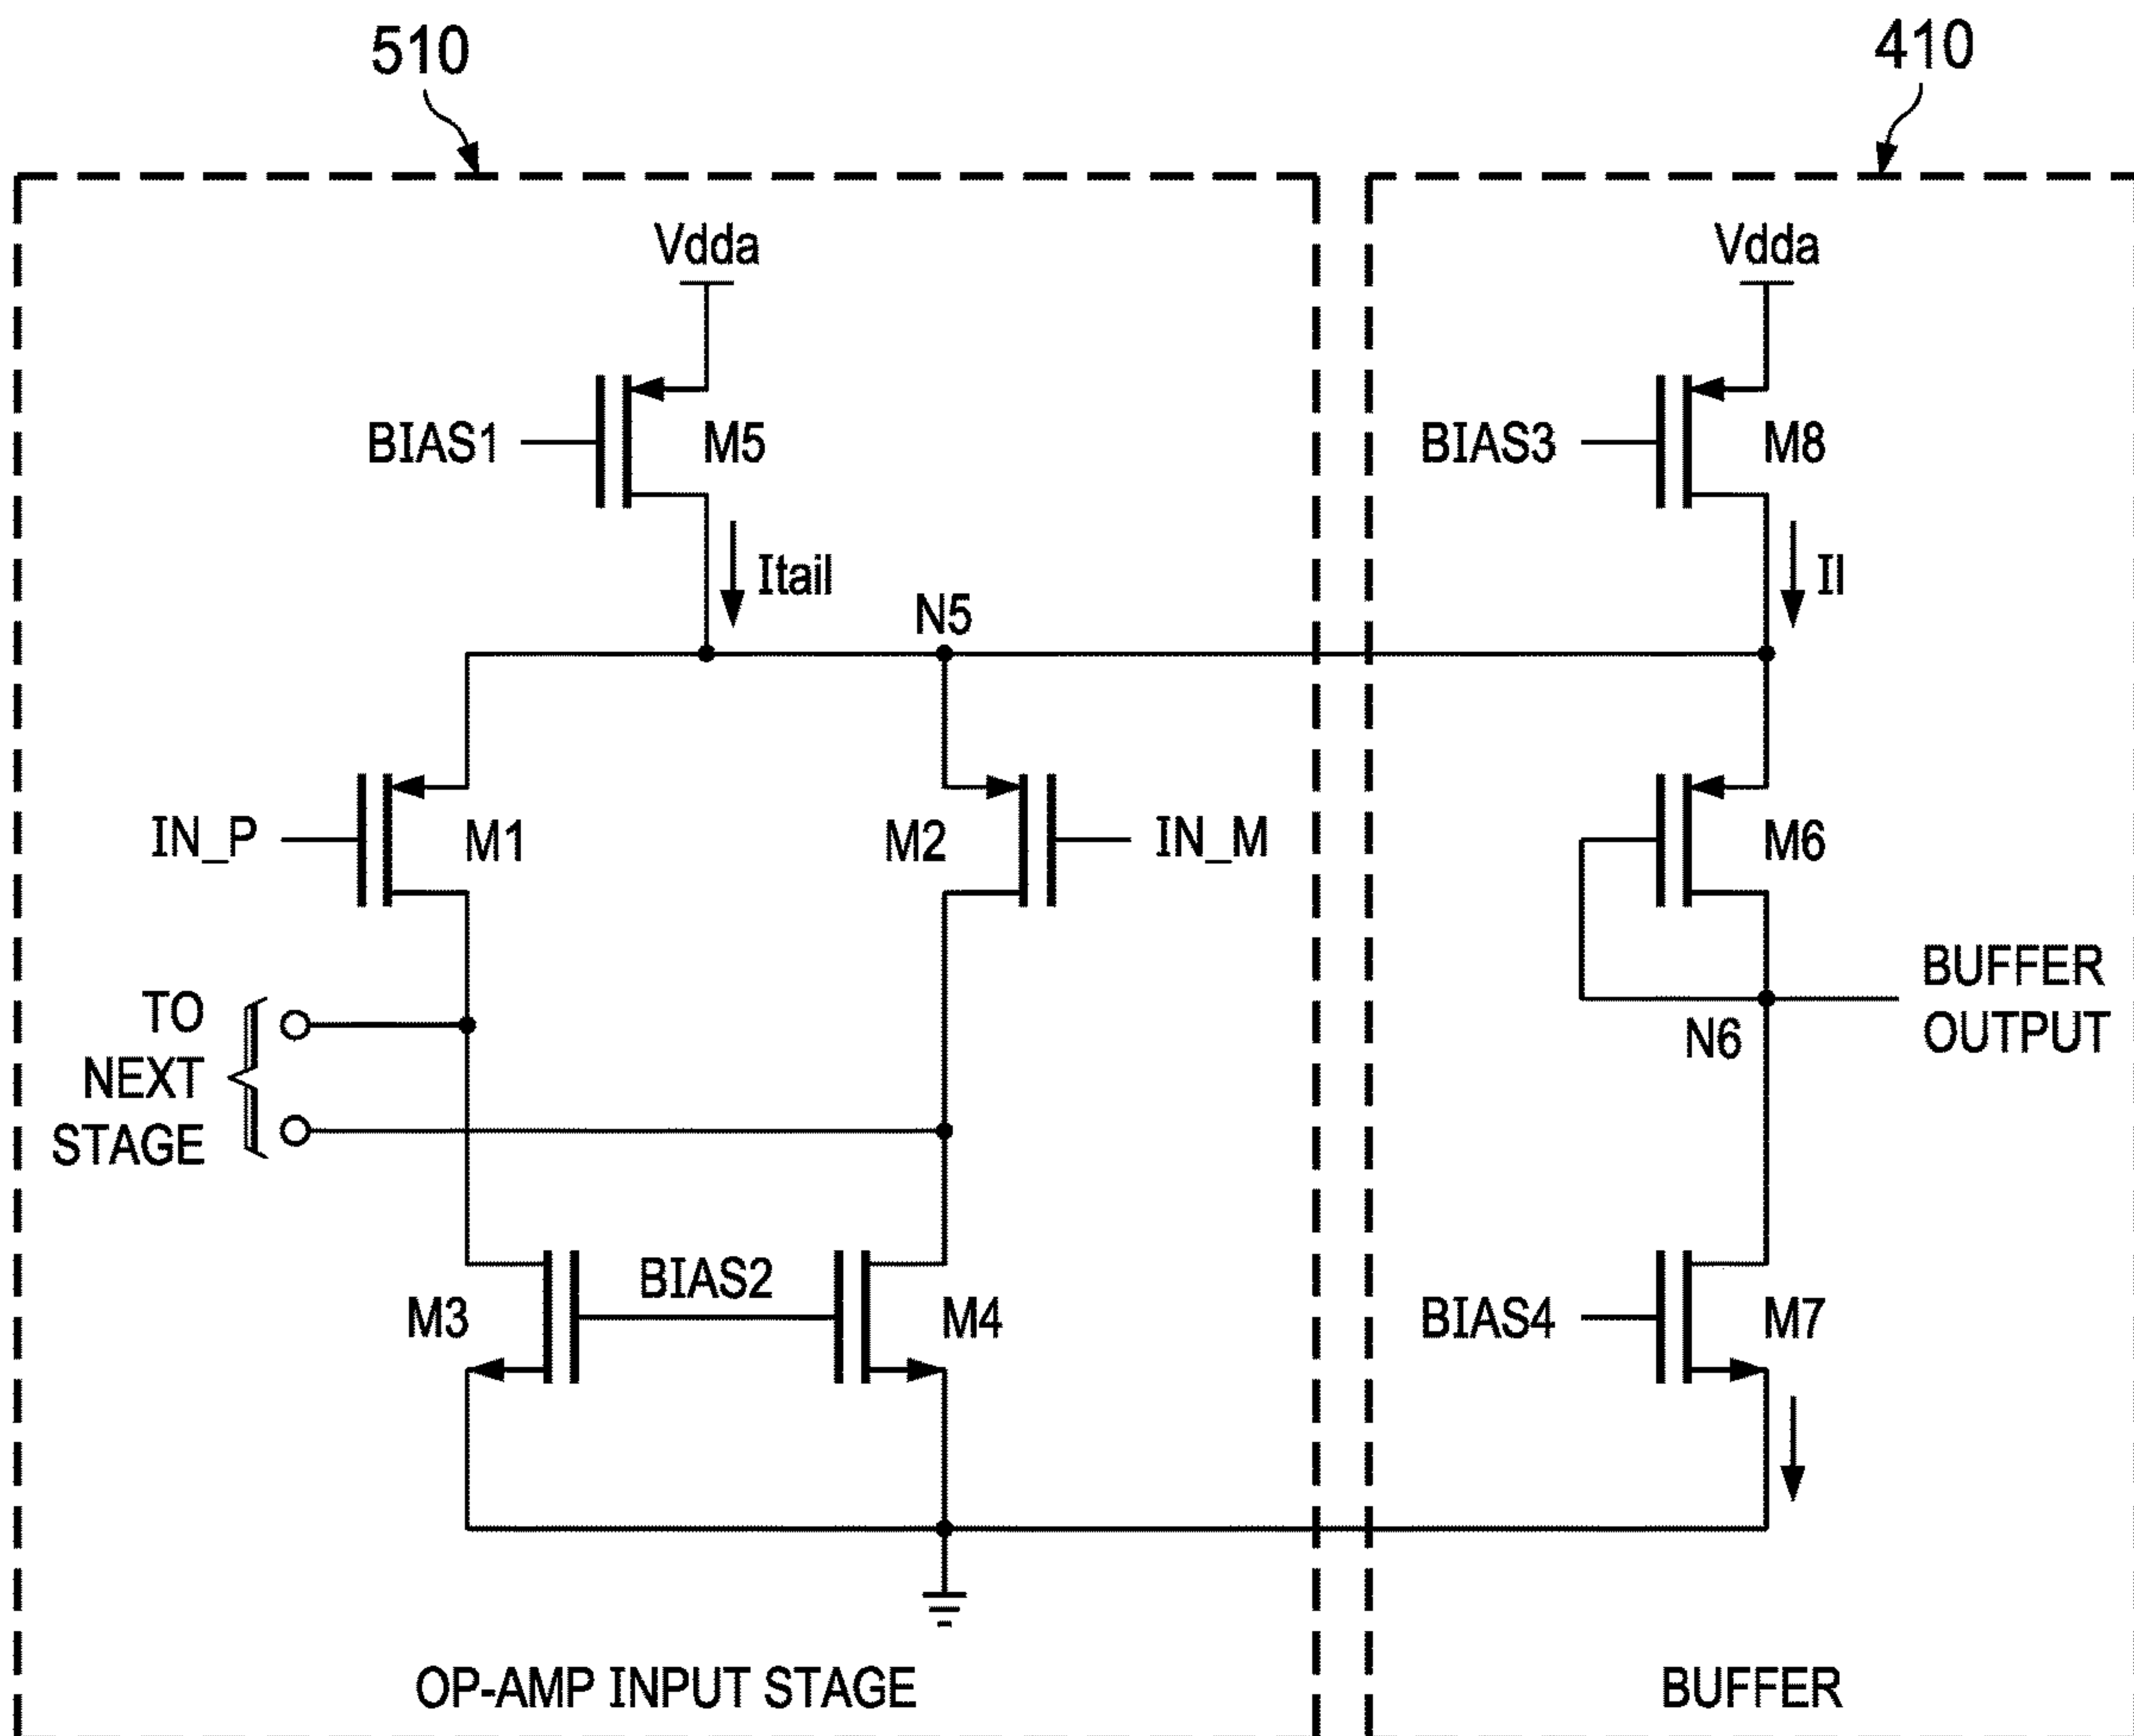 510
410
Vdda
Vdda
BIAS1
M5
BIAS3
M8
Itail
Il
N5
IN_P
M1
M2
IN_M
M6
TO
NEXT
STAGE
BUFFER
OUTPUT
N6
M3
BIAS2
M4
BIAS4
M7
OP-AMP INPUT STAGE
BUFFER